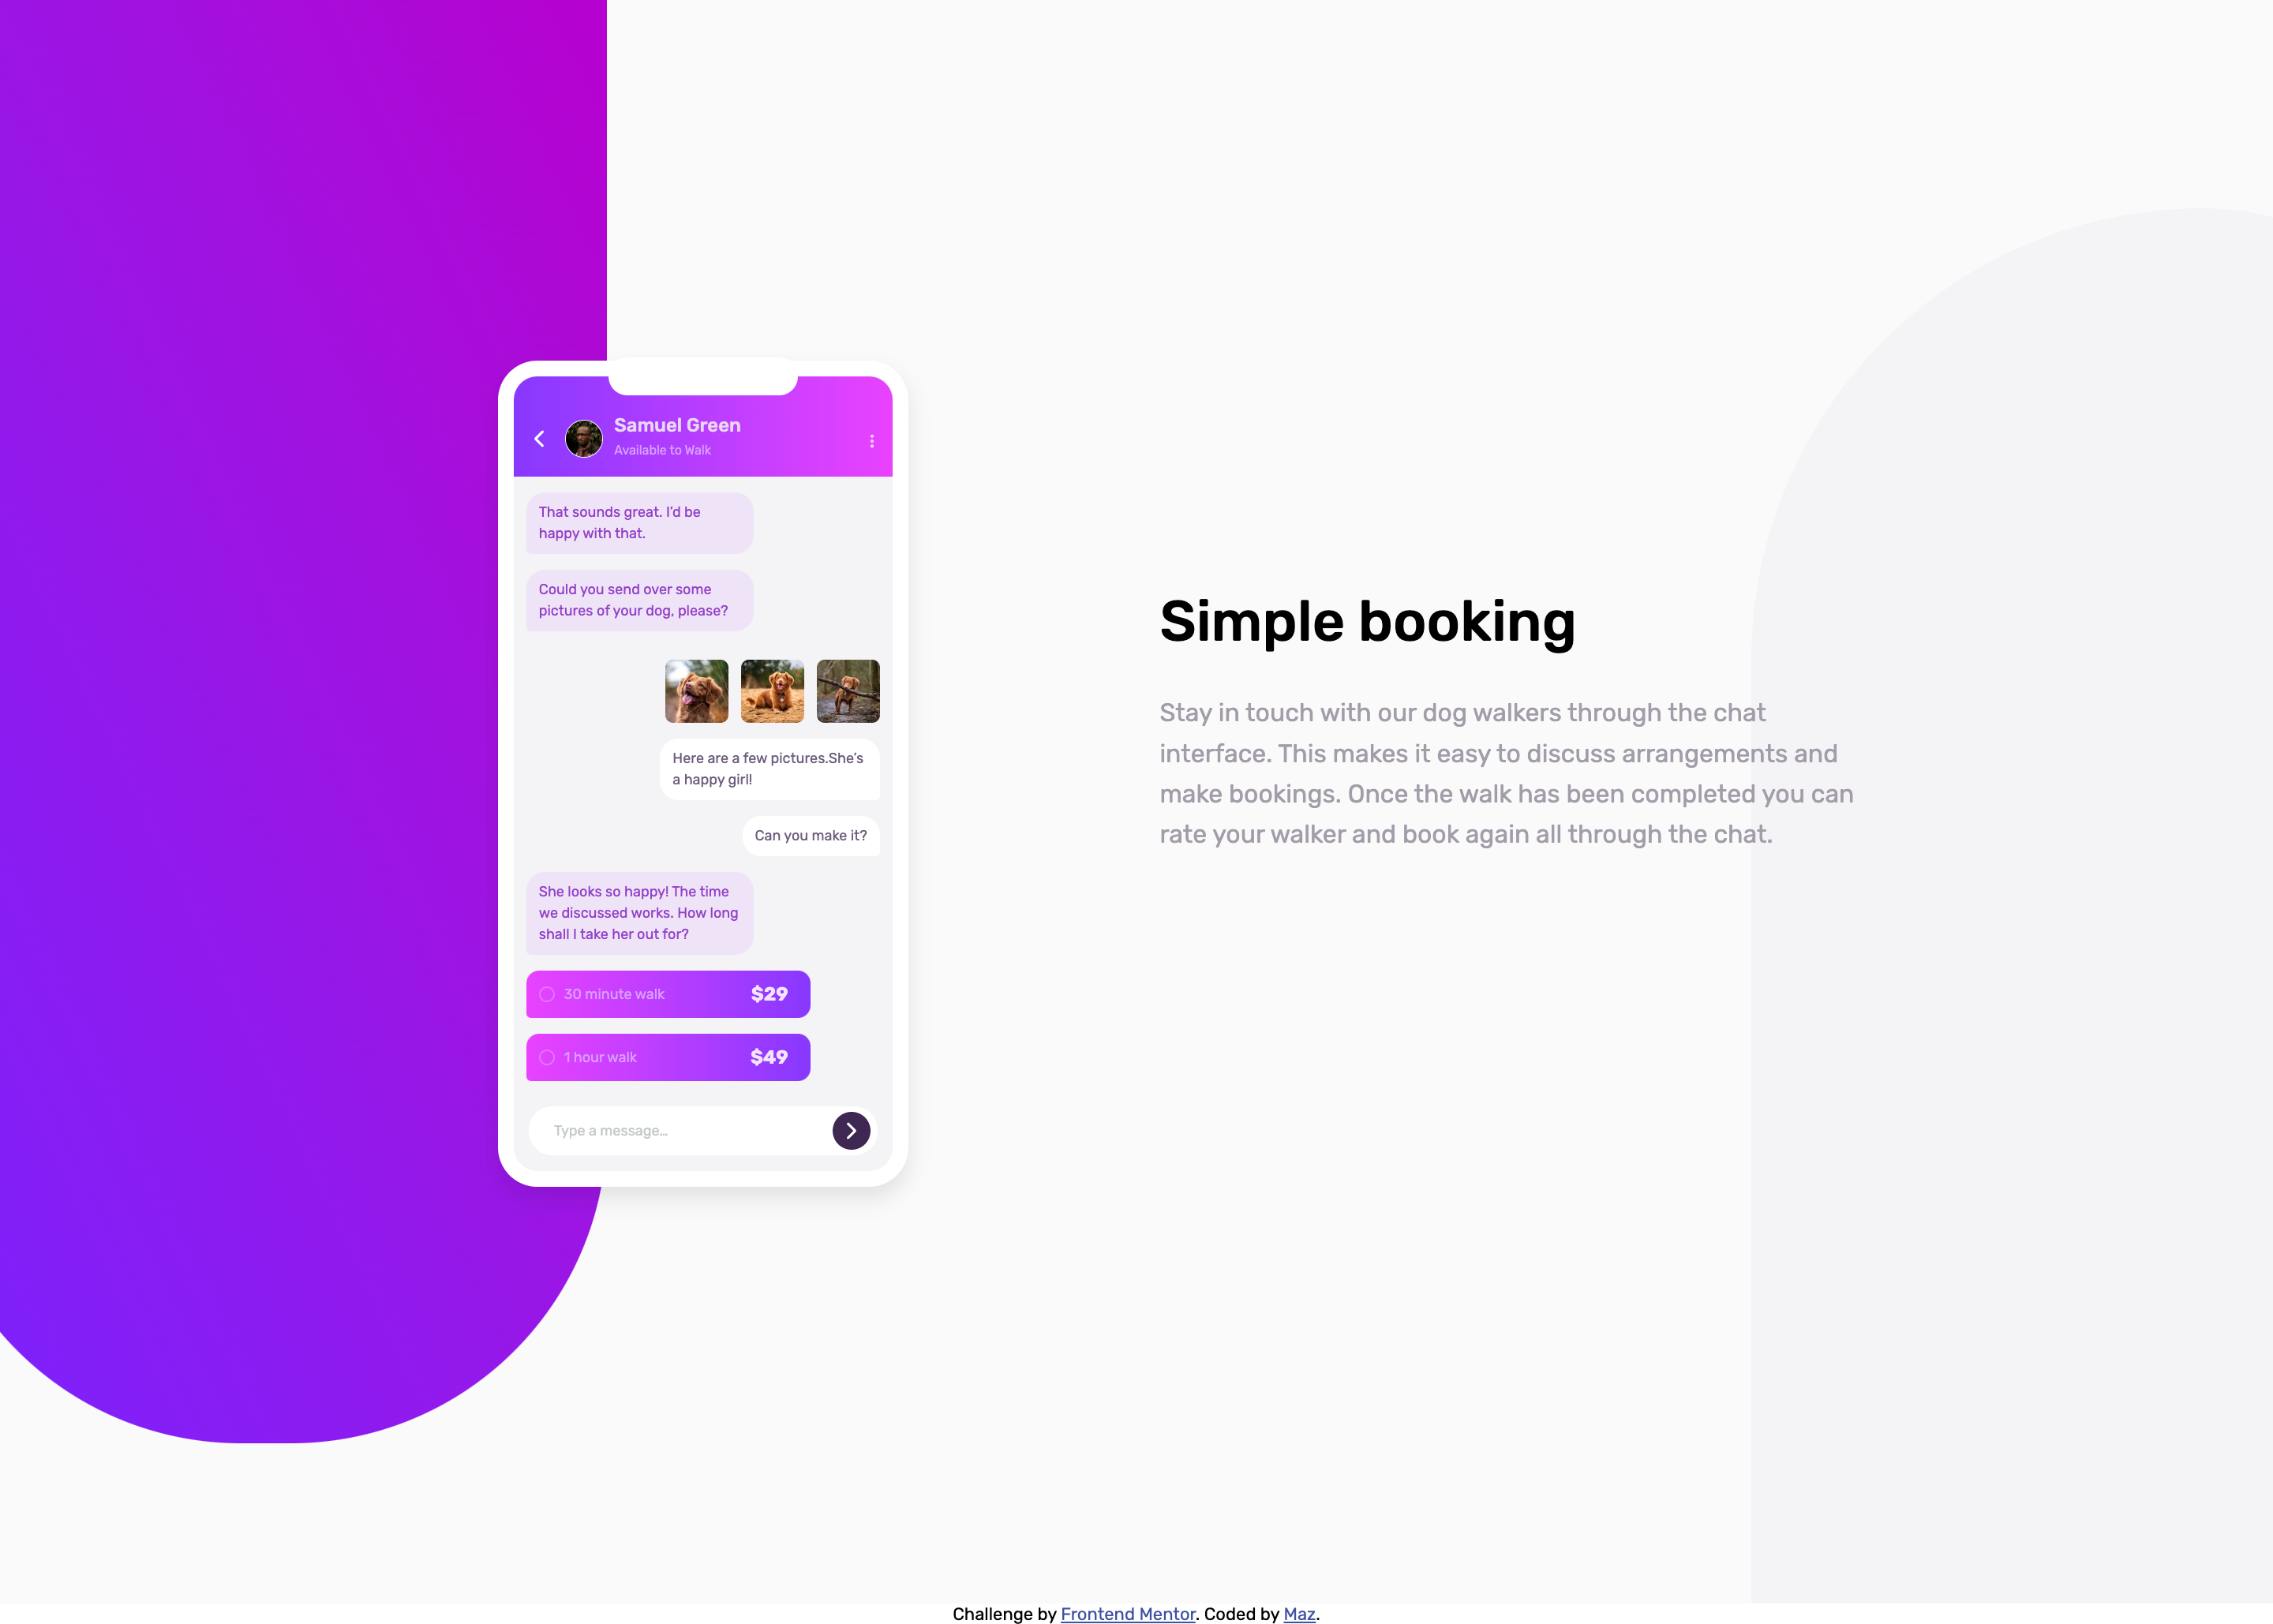 Samuel Green
Available to Walk
That sounds great. I’d be
happy with that.
Could you send over some
pictures of your dog, please?
Here are a few pictures.She’s
a happy girl!
Can you make it?
She looks so happy! The time
we discussed works. How long
shall I take her out for?
30 minute walk $29
1 hour walk $49
Type a message…
Simple booking
Stay in touch with our dog walkers through the chat
interface. This makes it easy to discuss arrangements and
make bookings. Once the walk has been completed you can
rate your walker and book again all through the chat.
Challenge by Frontend Mentor. Coded by Maz.